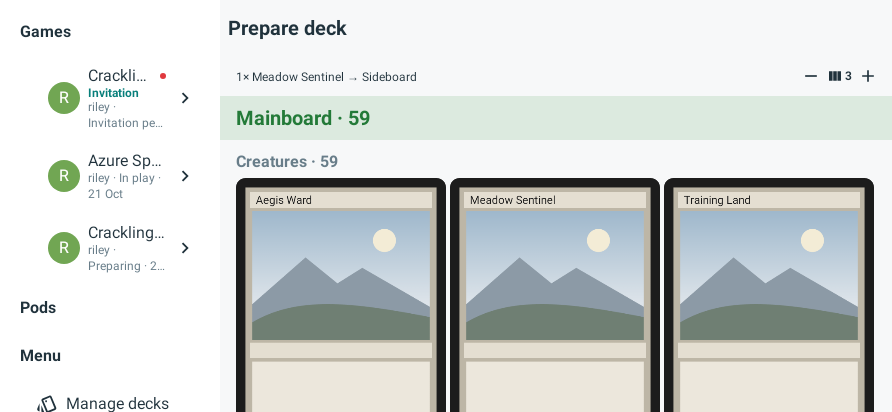 Games
R
Crackli…
Invitation
riley ·
Invitation pe…
R
Azure Sp…
riley · In play ·
21 Oct
R
Crackling…
riley ·
Preparing · 2…
Pods
Menu
Manage decks
Prepare deck
1× Meadow Sentinel → Sideboard
3
Mainboard · 59
Creatures · 59
Aegis Ward
Meadow Sentinel
Training Land